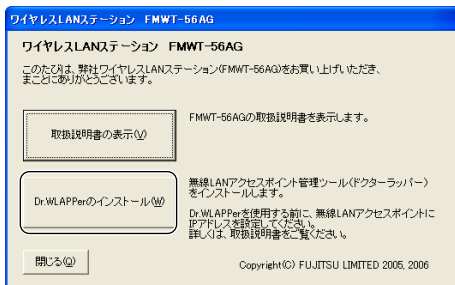 ワイヤレスLANステーション FMWT-56AG
ワイヤレスLANステーション FMWT-56AG
このたびは、弊社ワイヤレスLANステーション(FMWT-56AG)をお買い上げいただき、
まことにありがとうございます。
取扱説明書の表示(V)
FMWT-56AGの取扱説明書を表示します。
Dr.WLAPPerのインストール(W)
無線LANアクセスポイント管理ツール(ドクターラッパー)
をインストールします。
Dr.WLAPPerを使用する前に、無線LANアクセスポイントに
IPアドレスを設定してください。
詳しくは、取扱説明書をご覧ください。
閉じる(Q)
Copyright(C) FUJITSU LIMITED 2005, 2006